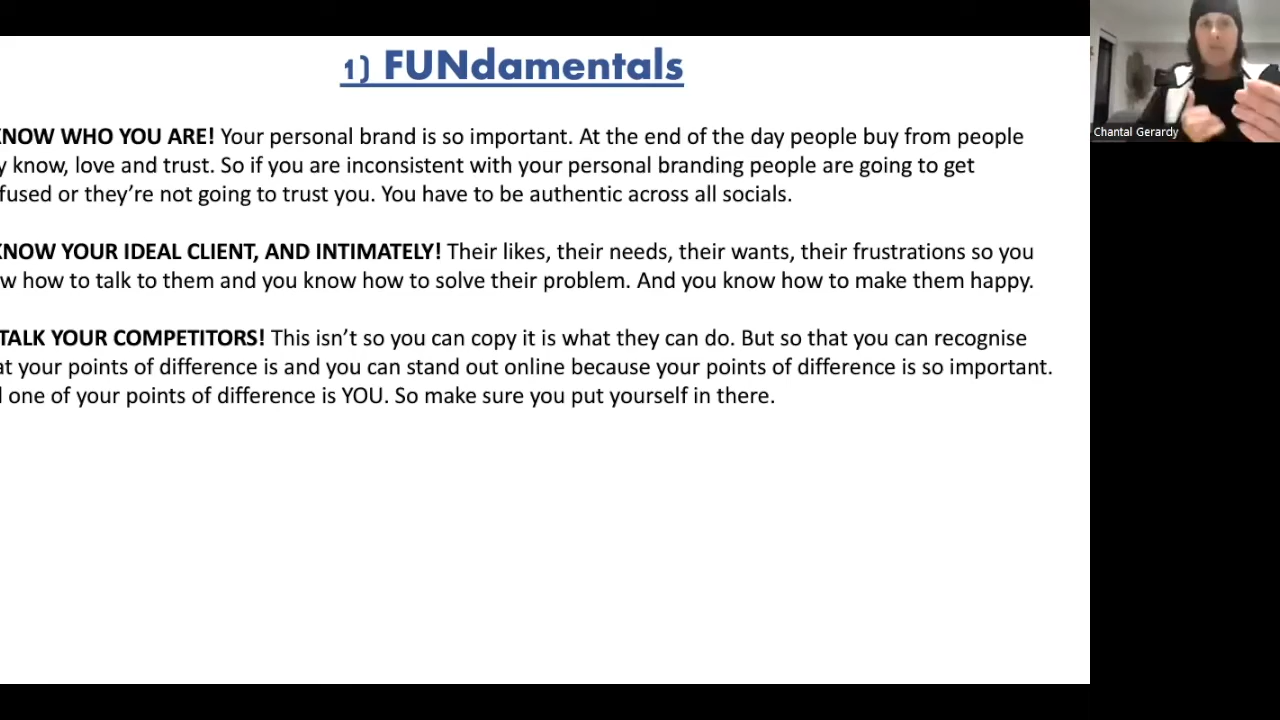 1) FUNdamentals
KNOW WHO YOU ARE! Your personal brand is so important. At the end of the day people buy from people
know, love and trust. So if you are inconsistent with your personal branding people are going to get
fused or they’re not going to trust you. You have to be authentic across all socials.
KNOW YOUR IDEAL CLIENT, AND INTIMATELY! Their likes, their needs, their wants, their frustrations so you
w how to talk to them and you know how to solve their problem. And you know how to make them happy.
TALK YOUR COMPETITORS! This isn’t so you can copy it is what they can do. But so that you can recognise
at your points of difference is and you can stand out online because your points of difference is so important.
one of your points of difference is YOU. So make sure you put yourself in there.
Chantal Gerardy